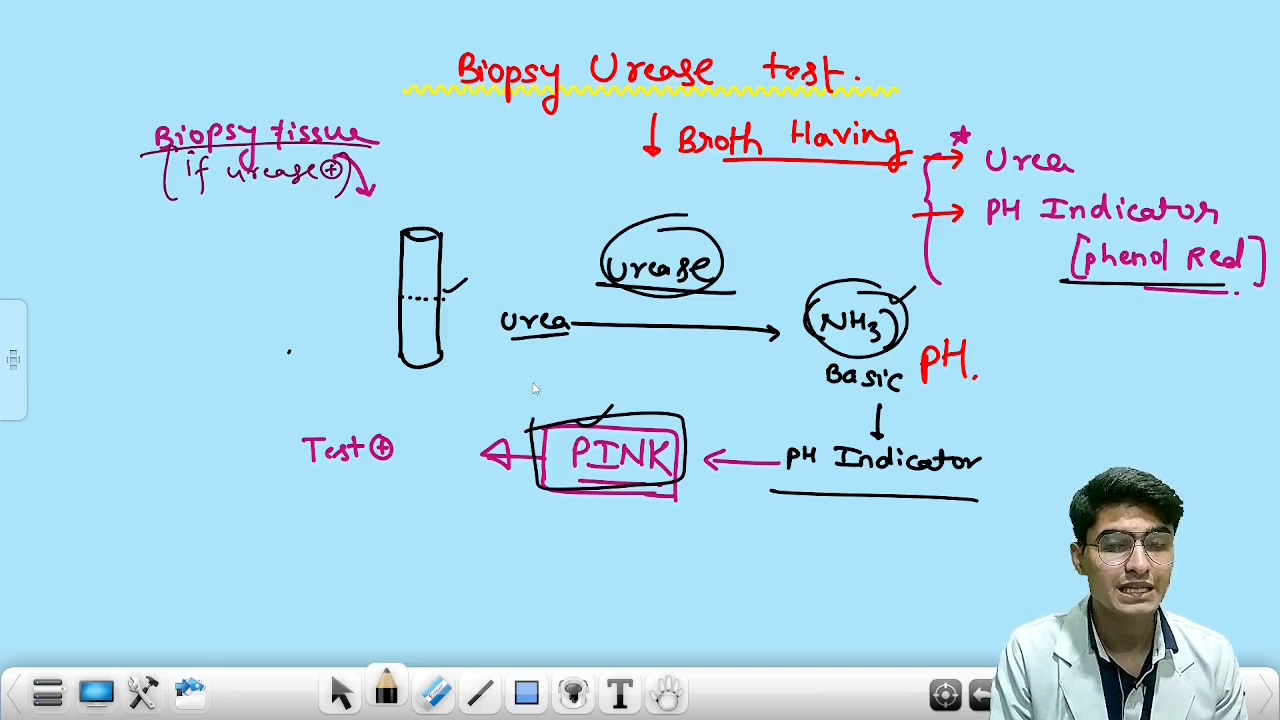 Biopsy Urease test.
Broth Having
Biopsy tissue
(if urease⊕)
Urea
PH Indicator
[phenol Red]
Urease
Urea
NH3
Basic
PH.
Test ⊕
PINK
PH Indicator
T